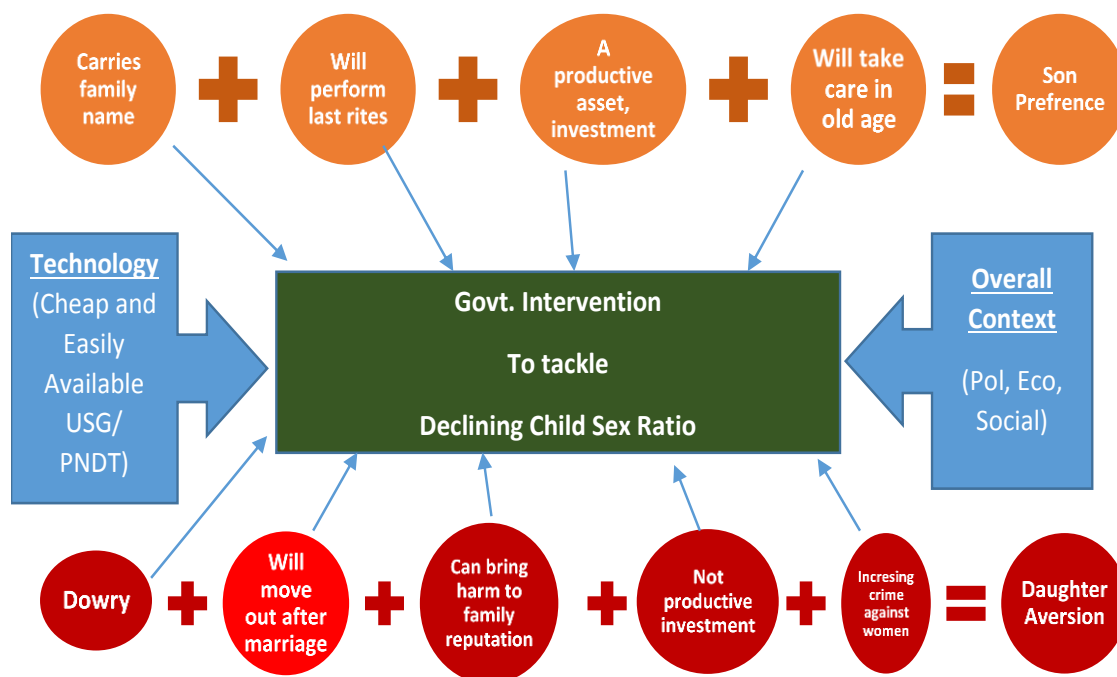 Carries
family
name
Will
perform
last rites
A
productive
asset,
investment
Will take
care in
old age
Son
Prefrence
Technology
(Cheap and
Easily
Available
USG/
PNDT)
Govt. Intervention
To tackle
Declining Child Sex Ratio
Overall
Context
(Pol, Eco,
Social)
Dowry
Will
move
out after
marriage
Can bring
harm to
family
reputation
Not
productive
investment
Incresing
crime
against
women
Daughter
Aversion